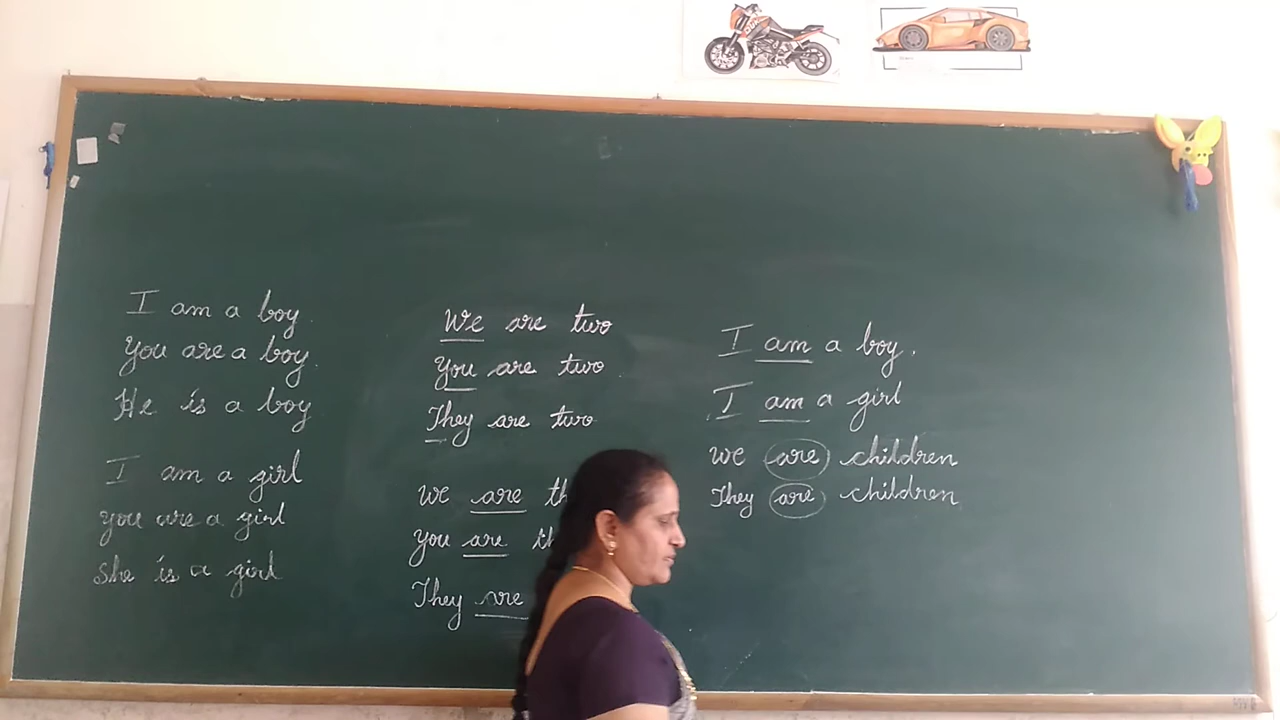 I am a boy.
You are a boy.
He is a boy
I am a girl
you are a girl
She is a girl
We are two
You are two.
They are two
we are th
you are th
They are
I am a boy.
I am a girl
we are children
They are children